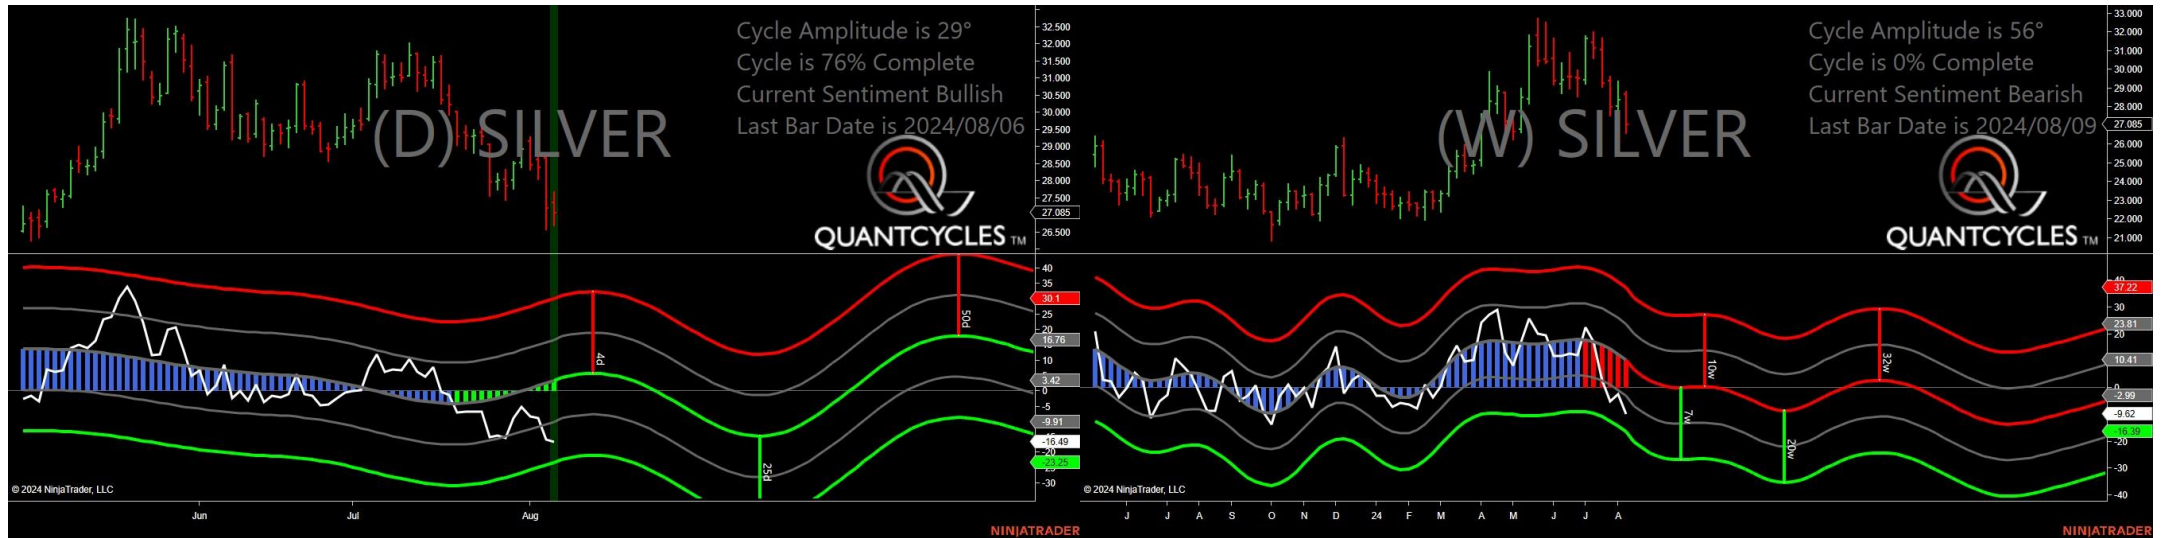 Cycle Amplitude is 29°
Cycle is 76% Complete
Current Sentiment Bullish
Last Bar Date is 2024/08/06
(D) SILVER
QUANTCYCLES TM
32.500
32.000
31.500
31.000
30.500
30.000
29.500
29.000
28.500
28.000
27.500
27.085
26.500
40
35
30.1
25
20
16.76
10
5
3.42
0
-5
-9.91
-16.49
-20
-23.25
-30
4d
25d
50d
© 2024 NinjaTrader, LLC
Jun
Jul
Aug
NINJATRADER
Cycle Amplitude is 56°
Cycle is 0% Complete
Current Sentiment Bearish
Last Bar Date is 2024/08/09
(W) SILVER
QUANTCYCLES TM
33.000
32.000
31.000
30.000
29.000
28.000
27.085
26.000
25.000
24.000
23.000
22.000
21.000
40
37.22
30
23.81
20
10.41
0
-2.99
-9.62
-16.39
-20
-30
-40
7w
10w
20w
32w
© 2024 NinjaTrader, LLC
J
J
A
S
O
N
D
24
F
M
A
M
J
J
A
NINJATRADER